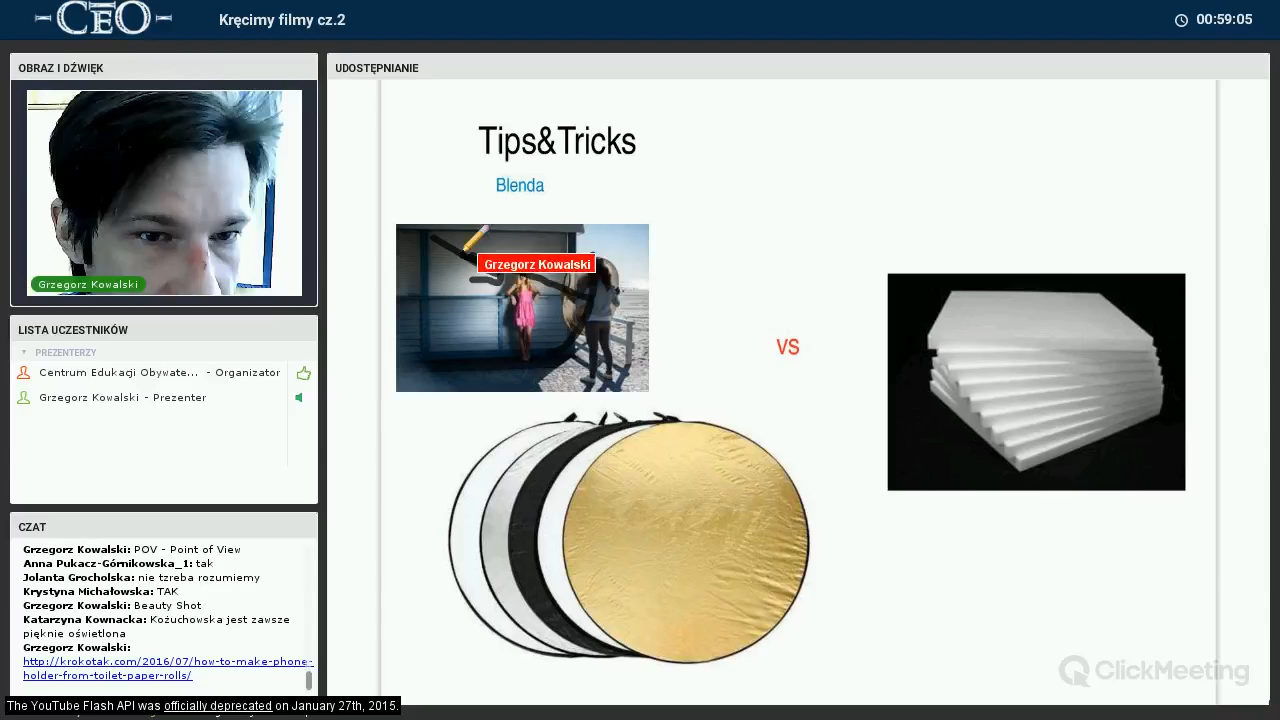 CEO
Kręcimy filmy cz.2
00:59:05
OBRAZ I DŹWIĘK
Grzegorz Kowalski
LISTA UCZESTNIKÓW
PREZENTERZY
Centrum Edukacji Obywate... - Organizator
Grzegorz Kowalski - Prezenter
CZAT
Grzegorz Kowalski: POV - Point of View
Anna Pukacz-Górnikowska_1: tak
Jolanta Grocholska: nie tzreba rozumiemy
Krystyna Michałowska: TAK
Grzegorz Kowalski: Beauty Shot
Katarzyna Kownacka: Kożuchowska jest zawsze
pięknie oświetlona
Grzegorz Kowalski:
http://krokotak.com/2016/07/how-to-make-phone-
holder-from-toilet-paper-rolls/
The YouTube Flash API was officially deprecated on January 27th, 2015.
UDOSTĘPNIANIE
Tips&Tricks
Blenda
Grzegorz Kowalski
VS
ClickMeeting